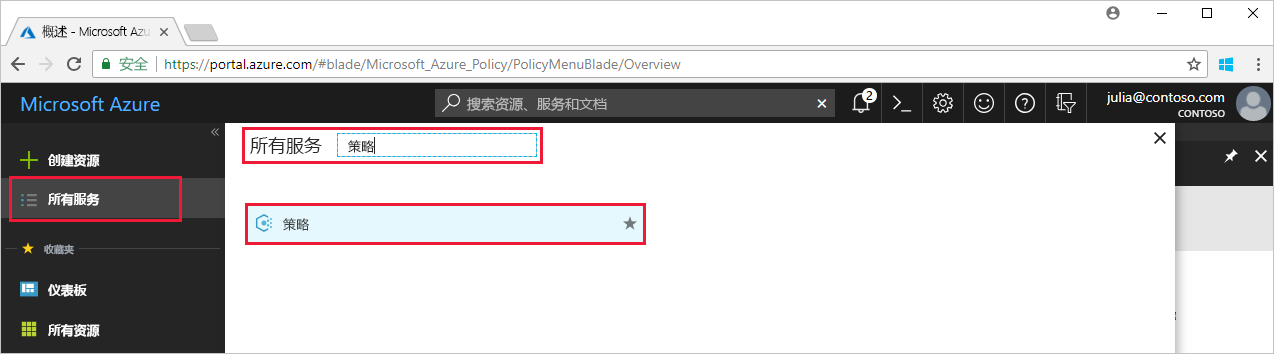 概述 - Microsoft Azu
安全 https://portal.azure.com/#blade/Microsoft_Azure_Policy/PolicyMenuBlade/Overview
Microsoft Azure
搜索资源、服务和文档
2
julia@contoso.com
CONTOSO
创建资源
所有服务
收藏夹
仪表板
所有资源
所有服务 策略
策略